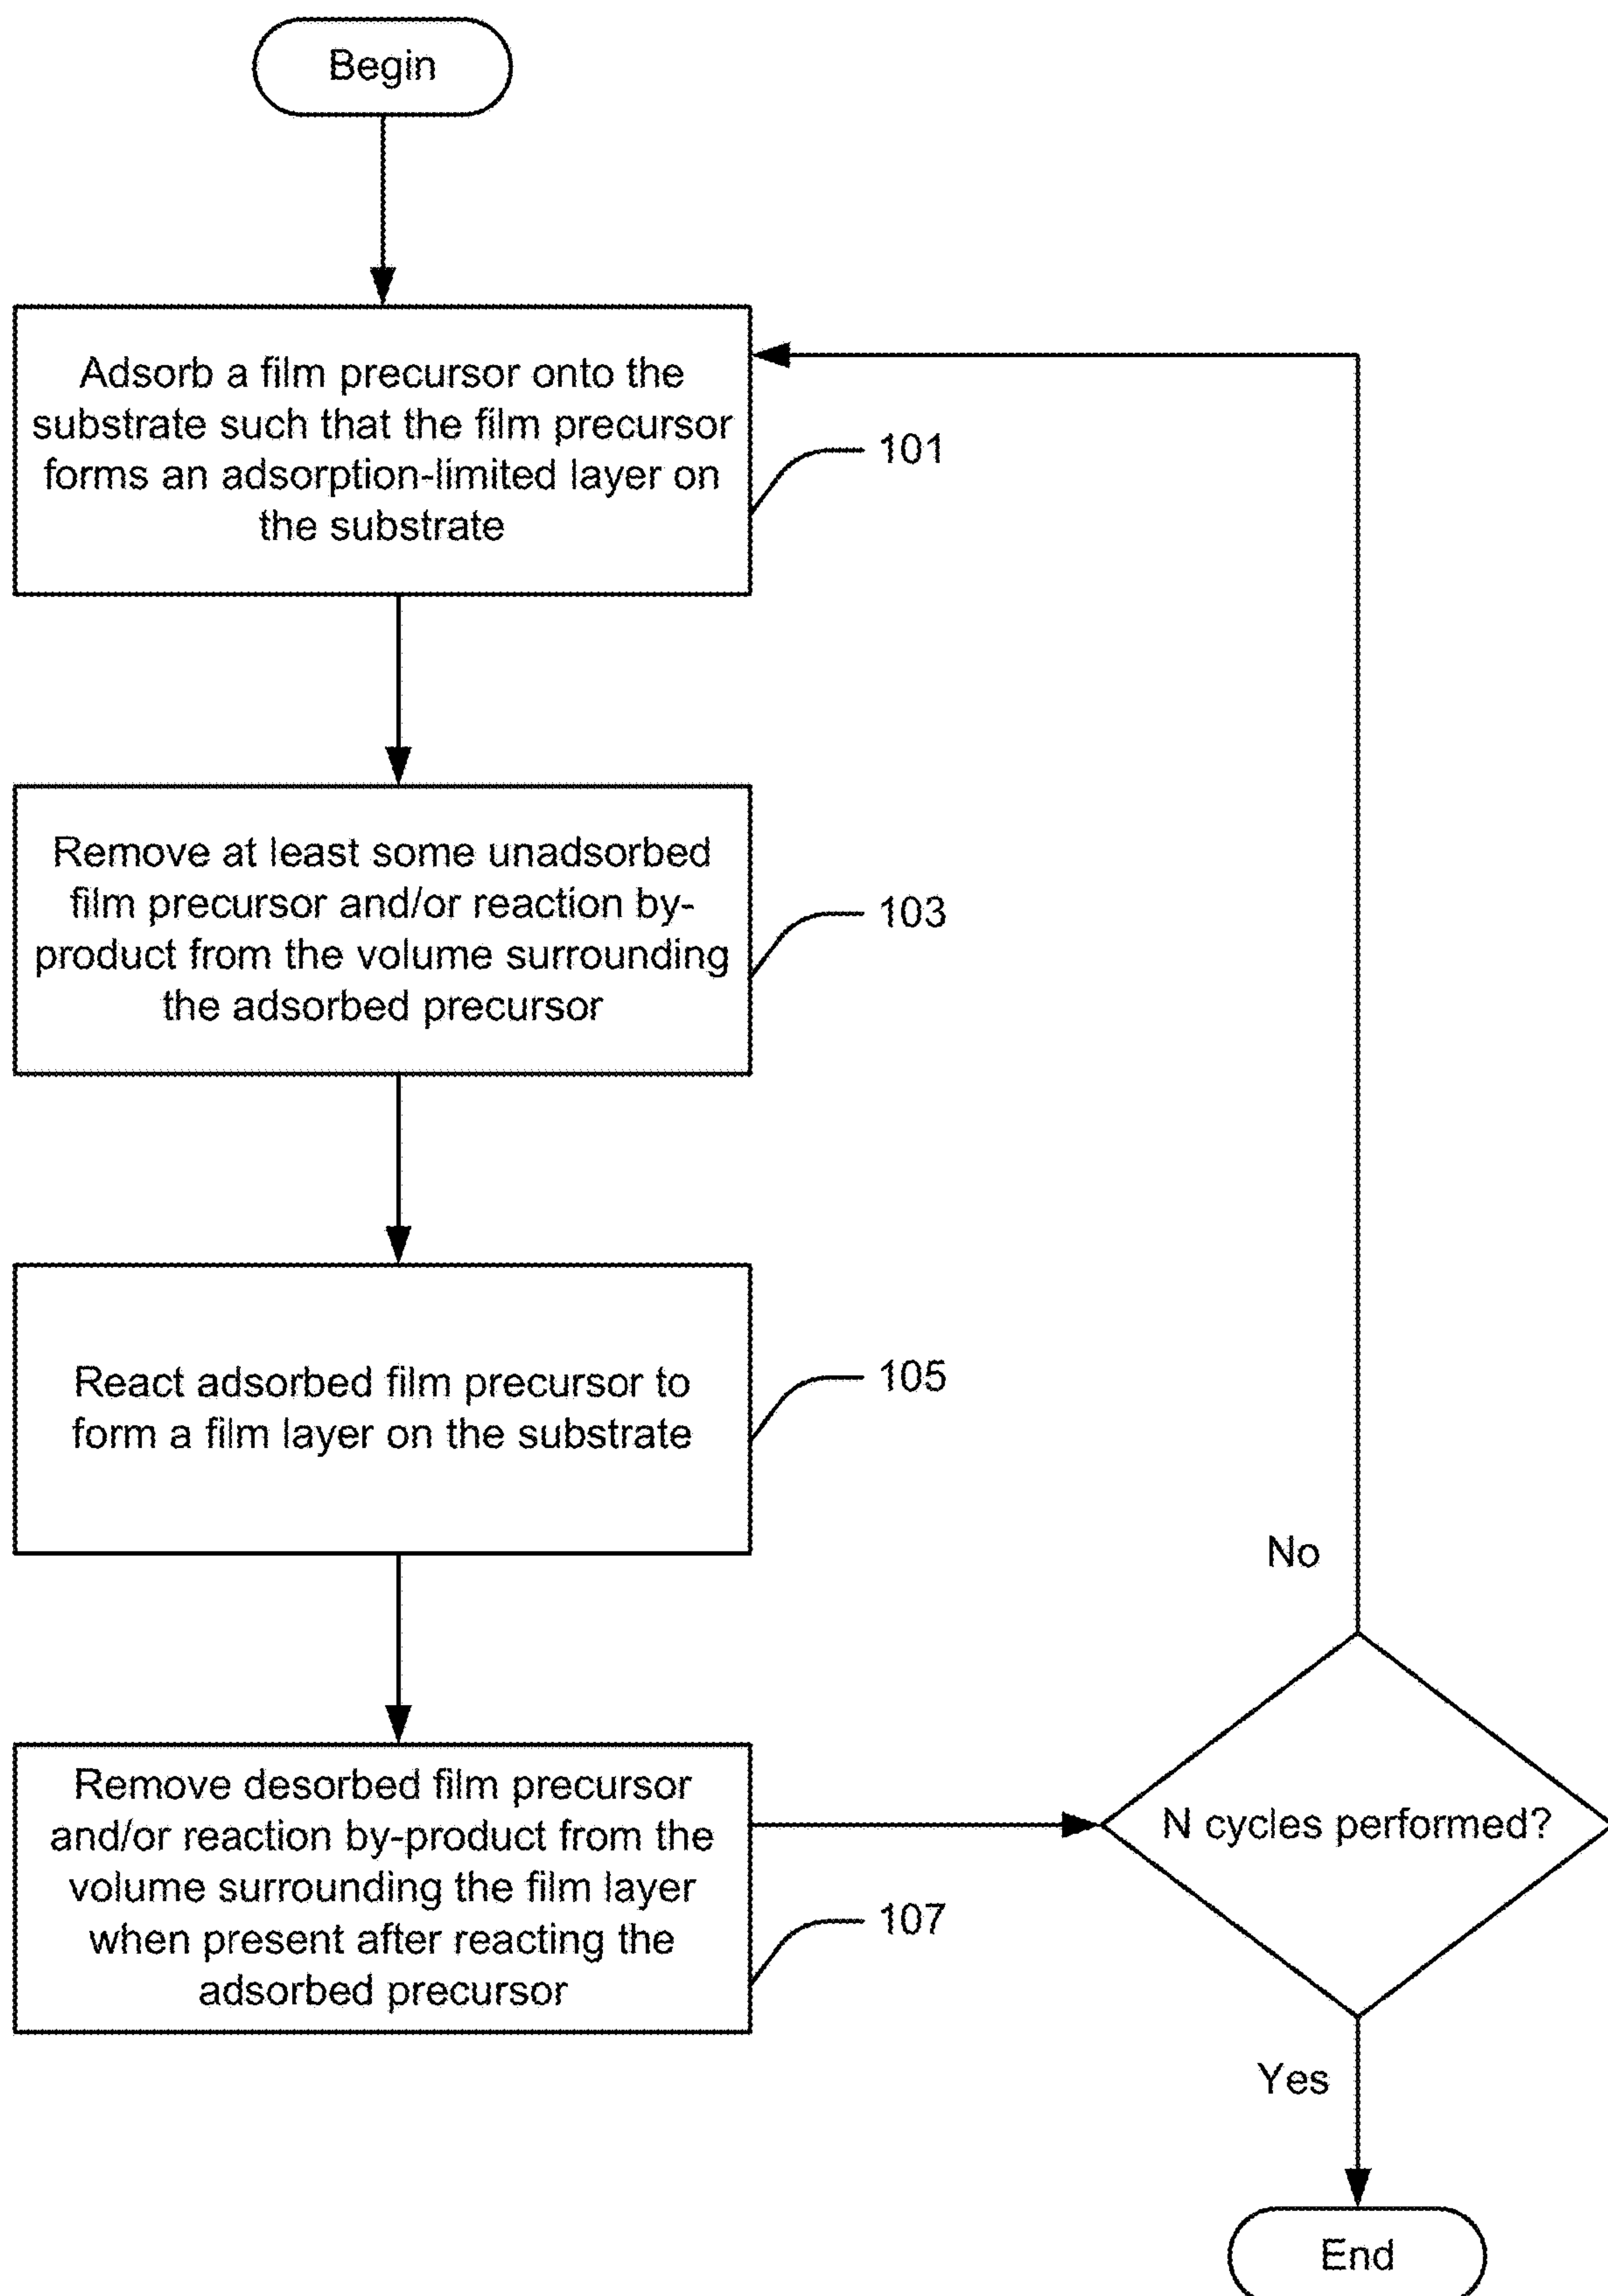 Begin
Adsorb a film precursor onto the
substrate such that the film precursor
forms an adsorption-limited layer on
the substrate
101
Remove at least some unadsorbed
film precursor and/or reaction by-
product from the volume surrounding
the adsorbed precursor
103
React adsorbed film precursor to
form a film layer on the substrate
105
Remove desorbed film precursor
and/or reaction by-product from the
volume surrounding the film layer
when present after reacting the
adsorbed precursor
107
No
N cycles performed?
Yes
End